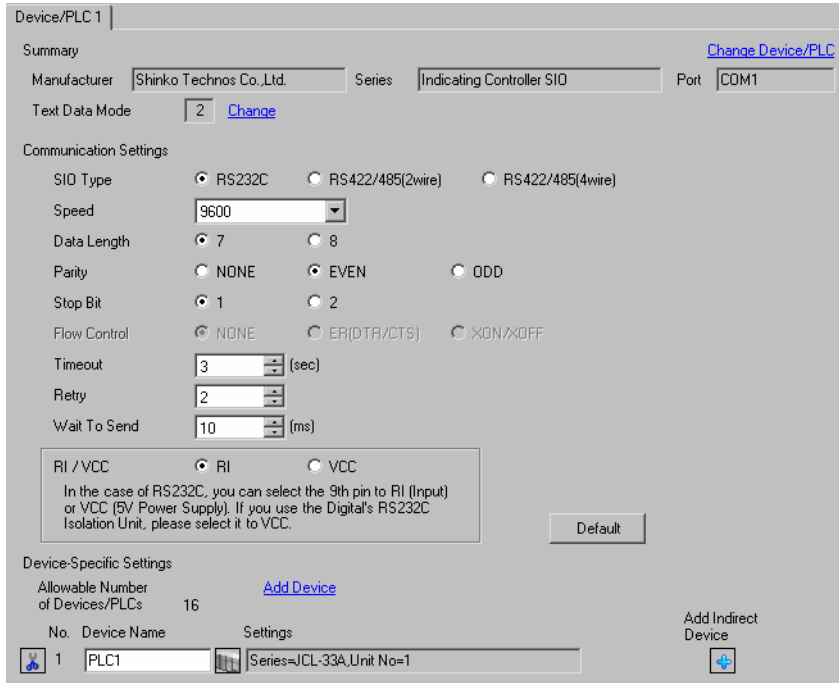 Device/PLC 1
Summary
Change Device/PLC
Manufacturer Shinko Technos Co.,Ltd. Series Indicating Controller SIO Port COM1
Text Data Mode 2 Change
Communication Settings
SIO Type RS232C RS422/485(2wire) RS422/485(4wire)
Speed 9600
Data Length 7 8
Parity NONE EVEN ODD
Stop Bit 1 2
Flow Control NONE ER(DTR/CTS) XON/XOFF
Timeout 3 (sec)
Retry 2
Wait To Send 10 (ms)
RI / VCC RI VCC
In the case of RS232C, you can select the 9th pin to RI (Input)
or VCC (5V Power Supply). If you use the Digital's RS232C
Isolation Unit, please select it to VCC.
Default
Device-Specific Settings
Allowable Number
of Devices/PLCs 16
Add Device
Add Indirect
Device
No. Device Name Settings
1 PLC1 Series=JCL-33A,Unit No=1